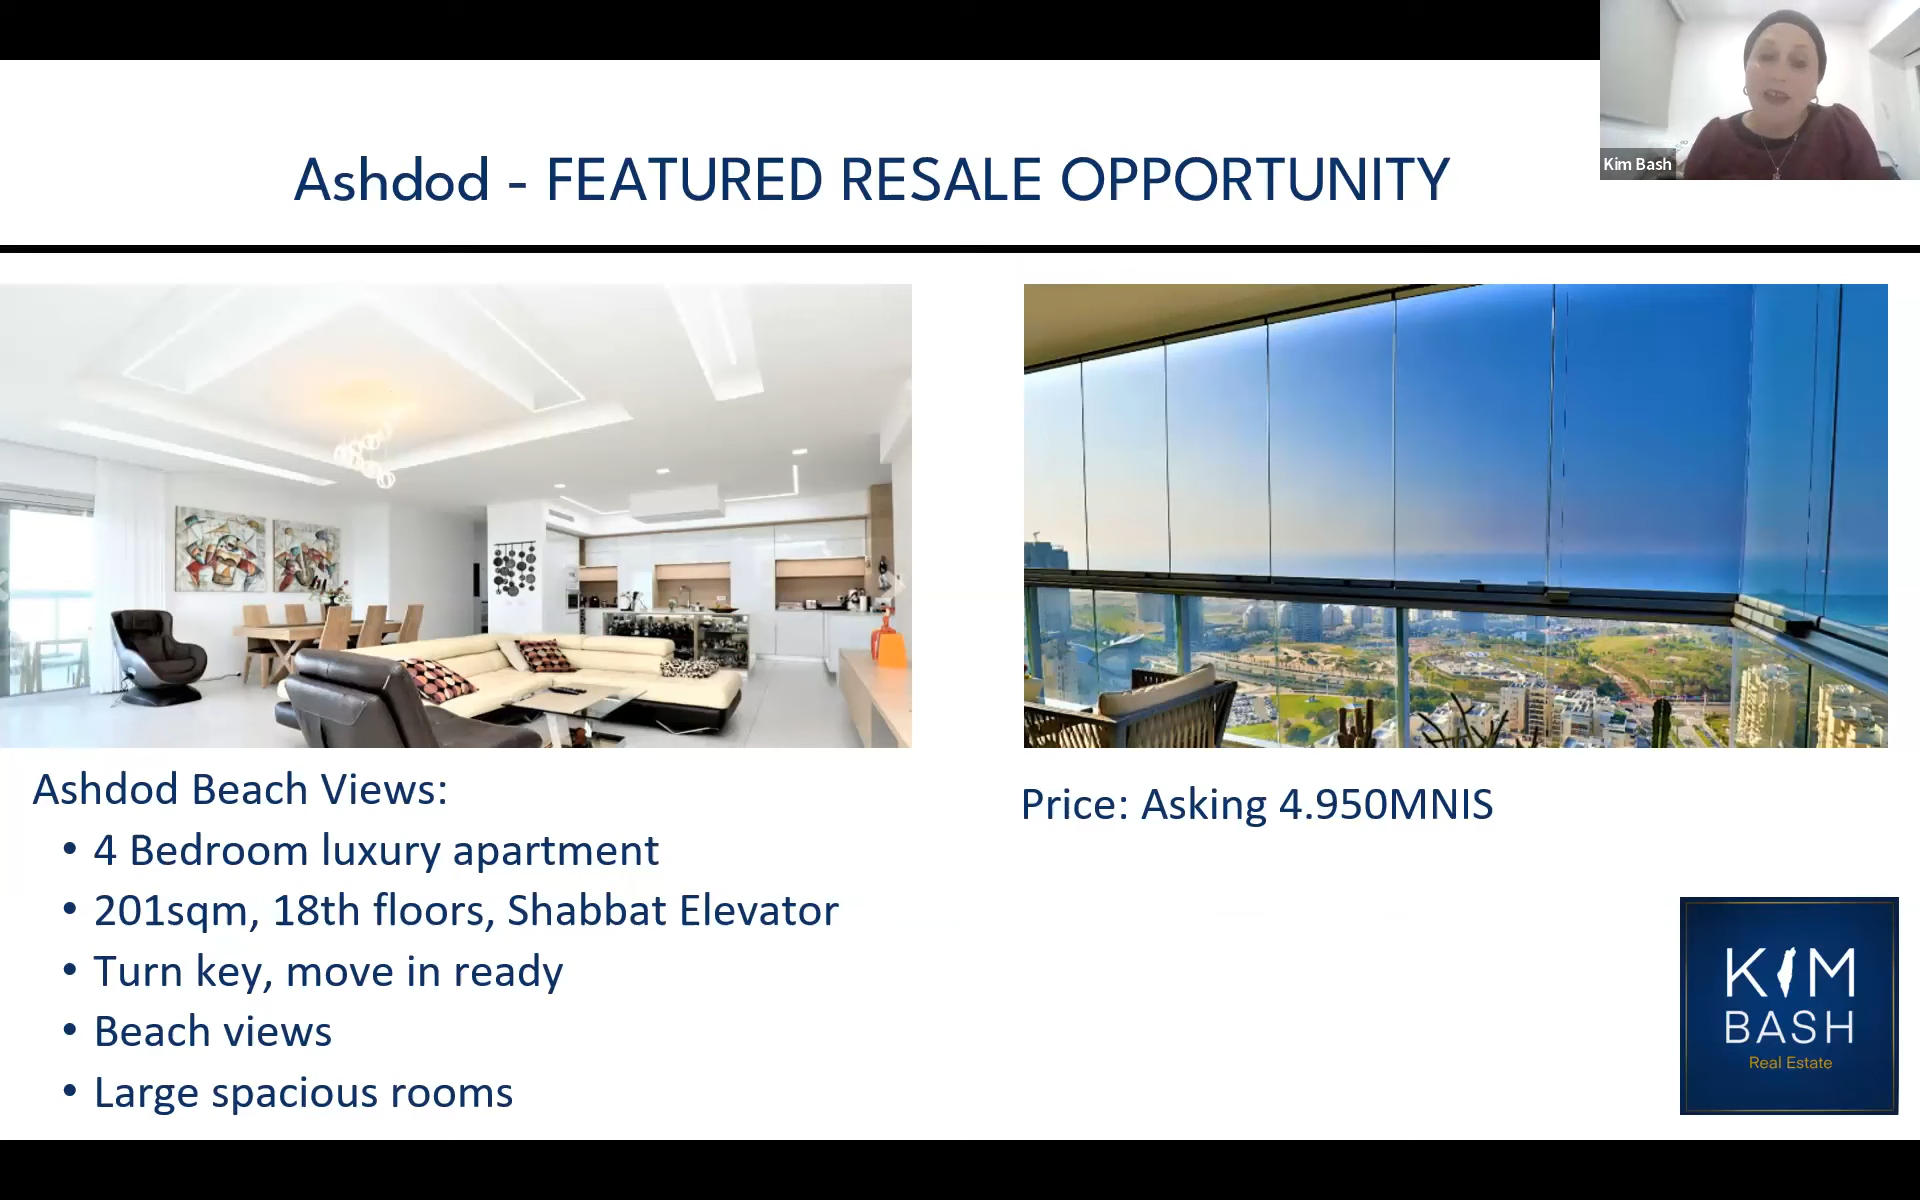 Kim Bash
Ashdod - FEATURED RESALE OPPORTUNITY
Ashdod Beach Views:
• 4 Bedroom luxury apartment
• 201sqm, 18th floors, Shabbat Elevator
• Turn key, move in ready
• Beach views
• Large spacious rooms
Price: Asking 4.950MNIS
KIM
BASH
Real Estate